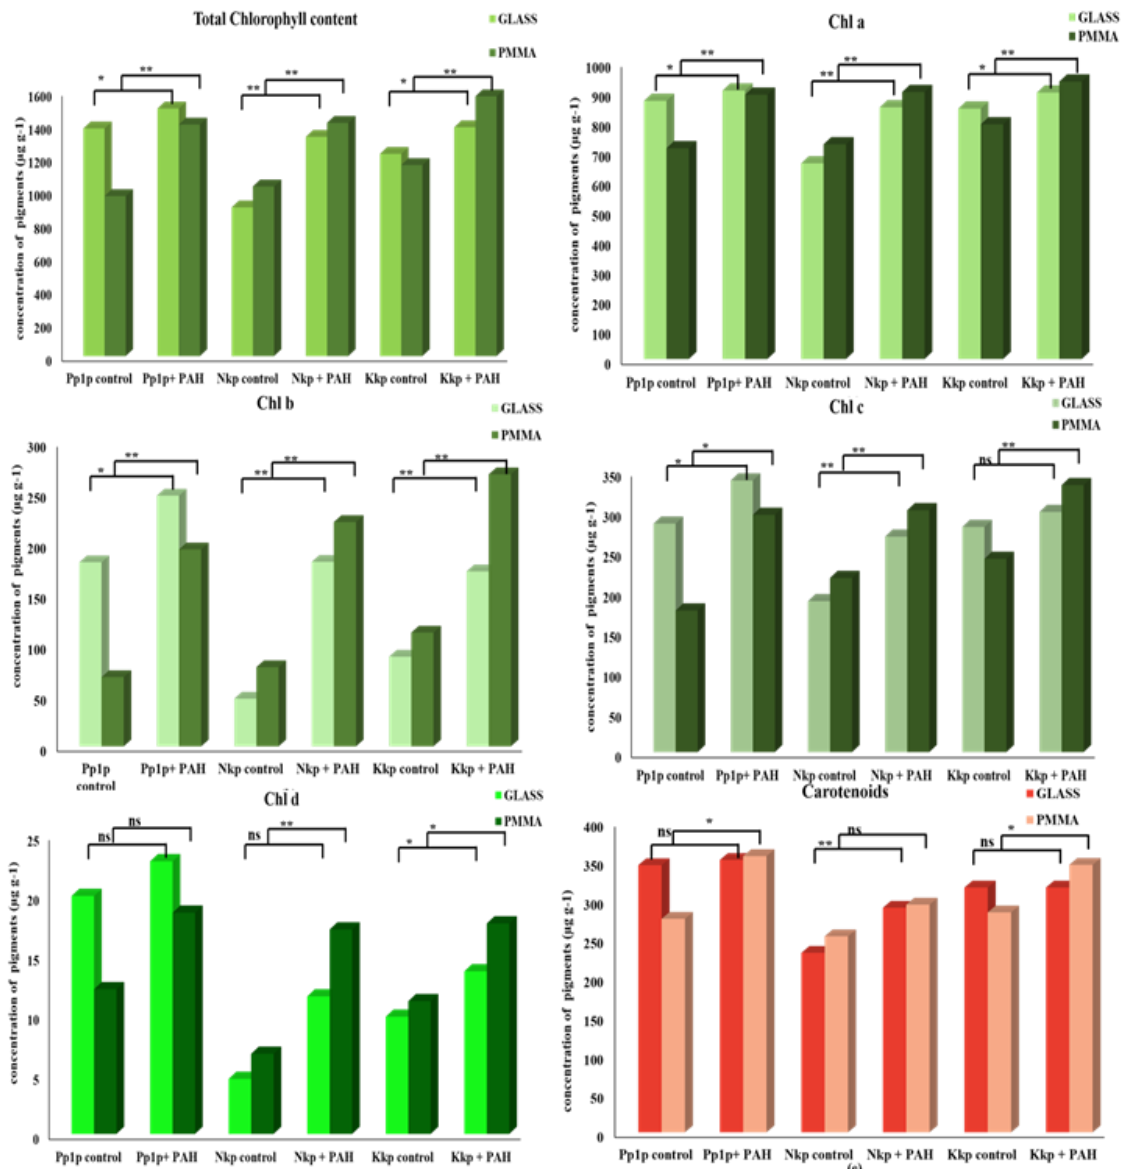 Total Chlorophyll content
GLASS
PMMA
concentration of pigments (µg g-1)
1600
1400
1200
1000
800
600
400
200
0
* ** ** ** * **
Pp1p control Pp1p+ PAH Nkp control Nkp + PAH Kkp control Kkp + PAH
Chl a
GLASS
PMMA
concentration of pigments (µg g-1)
1000
900
800
700
600
500
400
300
200
100
0
* ** ** ** * **
Pp1p control Pp1p+ PAH Nkp control Nkp + PAH Kkp control Kkp + PAH
Chl b
GLASS
PMMA
concentration of pigments (µg g-1)
300
250
200
150
100
50
0
* ** ** ** ** **
Pp1p control Pp1p+ PAH Nkp control Nkp + PAH Kkp control Kkp + PAH
Chl c
GLASS
PMMA
concentration of pigments (µg g-1)
350
300
250
200
150
100
50
0
* * ** ** ns **
Pp1p control Pp1p+ PAH Nkp control Nkp + PAH Kkp control Kkp + PAH
Chl d
GLASS
PMMA
concentration of pigments (µg g-1)
25
20
15
10
5
0
ns ns ns ** * *
Pp1p control Pp1p+ PAH Nkp control Nkp + PAH Kkp control Kkp + PAH
Carotenoids
GLASS
PMMA
concentration of pigments (µg g-1)
400
350
300
250
200
150
100
50
0
ns * ** ns ns *
Pp1p control Pp1p+ PAH Nkp control Nkp + PAH Kkp control Kkp + PAH